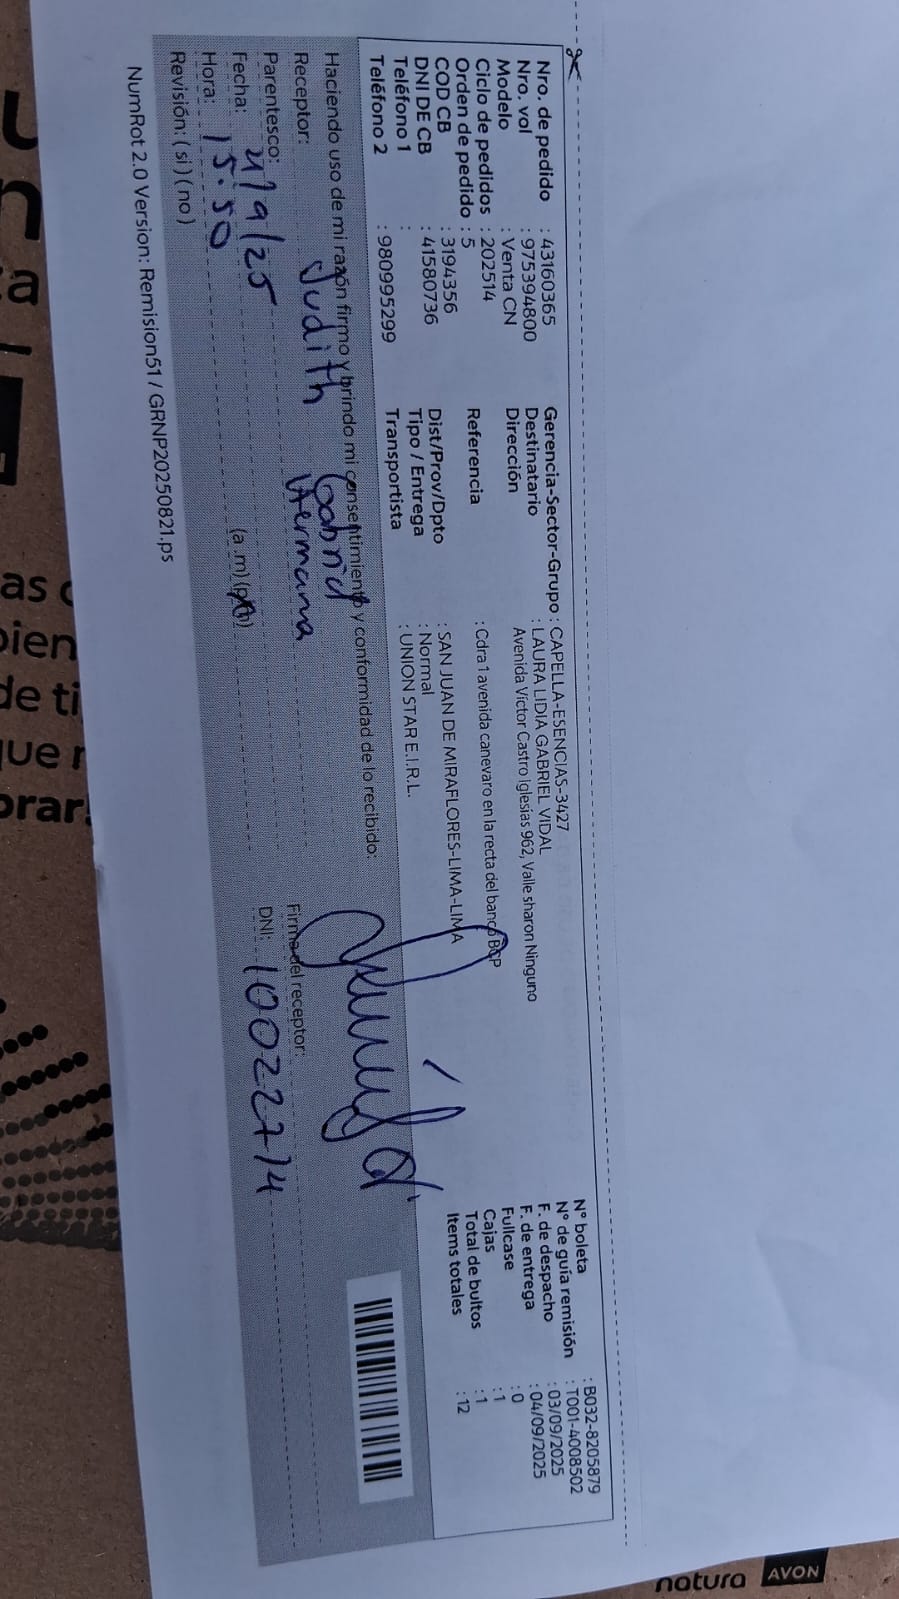 Nro. de pedido : 43160365
Nro. vol : 975394800
Modelo : Venta CN
Ciclo de pedidos : 202514
Orden de pedido : 5
COD CB : 3194356
DNI DE CB : 41580736
Teléfono 1 :
Teléfono 2 : 980995299
Gerencia-Sector-Grupo : CAPELLA-ESENCIAS-3427
Destinatario : LAURA LIDIA GABRIEL VIDAL
Dirección Avenida Víctor Castro Iglesias 962, Valle sharon Ninguno
Referencia : Cdra 1 avenida canevaro en la recta del banco BCP
Dist/Prov/Dpto : SAN JUAN DE MIRAFLORES-LIMA-LIMA
Tipo / Entrega : Normal
Transportista : UNION STAR E.I.R.L.
N° boleta : B032-8205879
N° de guía remisión : T001-4008502
F. de despacho : 03/09/2025
F. de entrega : 04/09/2025
Fullcase : 0
Cajas : 1
Total de bultos : 1
Items totales : 12
Haciendo uso de mi razón firmo y brindo mi consentimiento y conformidad de lo recibido:
Receptor: Judith Gabriel
Firma del receptor:
Parentesco: Hermana
DNI: 10022714
Fecha: 4/9/25
Hora: 15:50 (a.m) (p.m)
Revisión: ( si ) ( no )
NumRot 2.0 Version: Remision51 / GRNP20250821.ps
natura AVON
de ti